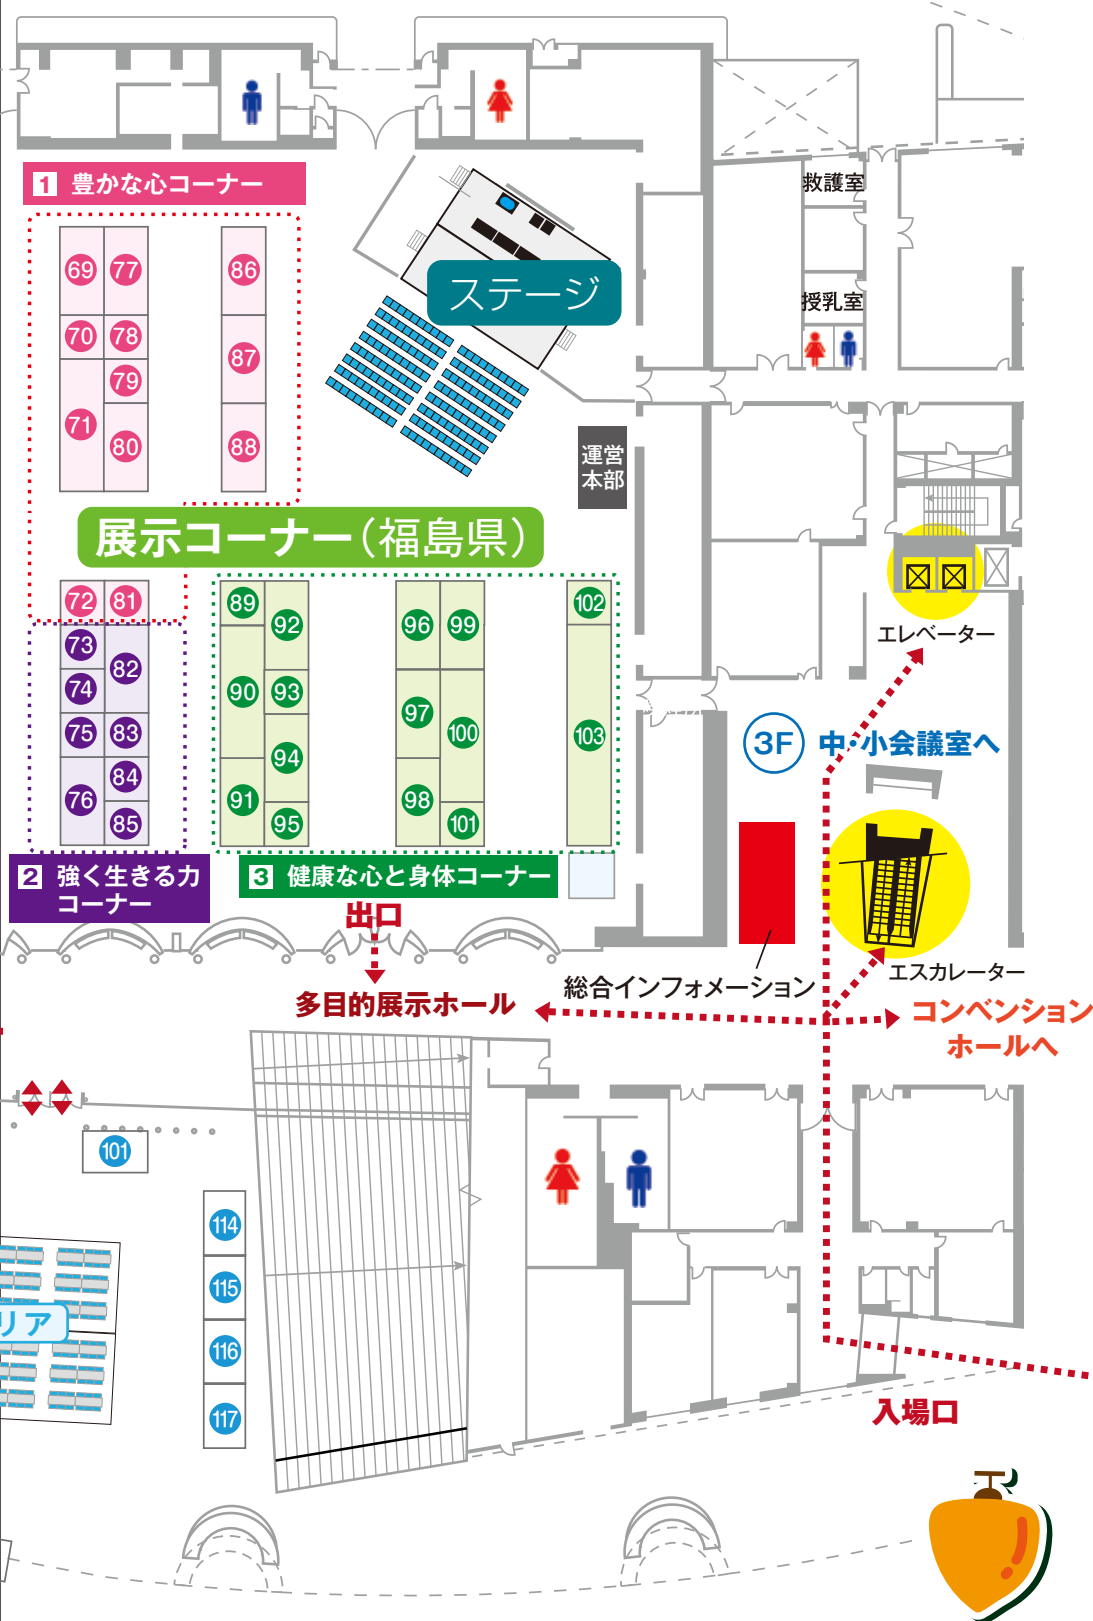 1 豊かな心コーナー
救護室
授乳室
ステージ
69 77 86
70 78
79 87
71 80 88
運営
本部
展示コーナー（福島県）
72 81
73 82
74
75 83
76 84
85
89 92 96 99 102
90 93 97 100 103
94
91 95 98 101
エレベーター
3F 中・小会議室へ
2 強く生きる力
コーナー
3 健康な心と身体コーナー
出口
多目的展示ホール
総合インフォメーション
エスカレーター
コンベンション
ホールへ
101
114
115
116
117
リア
入場口